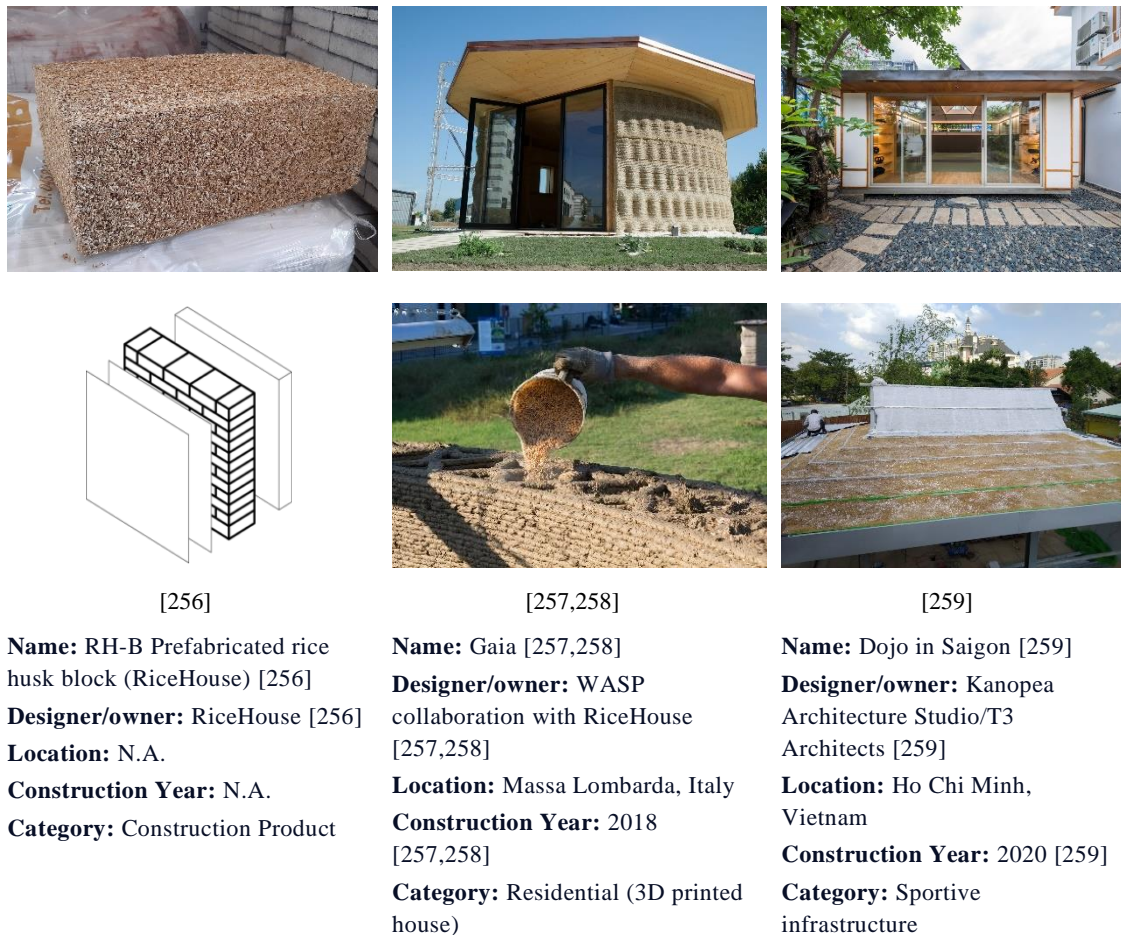 [256]
Name: RH-B Prefabricated rice
husk block (RiceHouse) [256]
Designer/owner: RiceHouse [256]
Location: N.A.
Construction Year: N.A.
Category: Construction Product
[257,258]
Name: Gaia [257,258]
Designer/owner: WASP
collaboration with RiceHouse
[257,258]
Location: Massa Lombarda, Italy
Construction Year: 2018
[257,258]
Category: Residential (3D printed
house)
[259]
Name: Dojo in Saigon [259]
Designer/owner: Kanopea
Architecture Studio/T3
Architects [259]
Location: Ho Chi Minh,
Vietnam
Construction Year: 2020 [259]
Category: Sportive
infrastructure